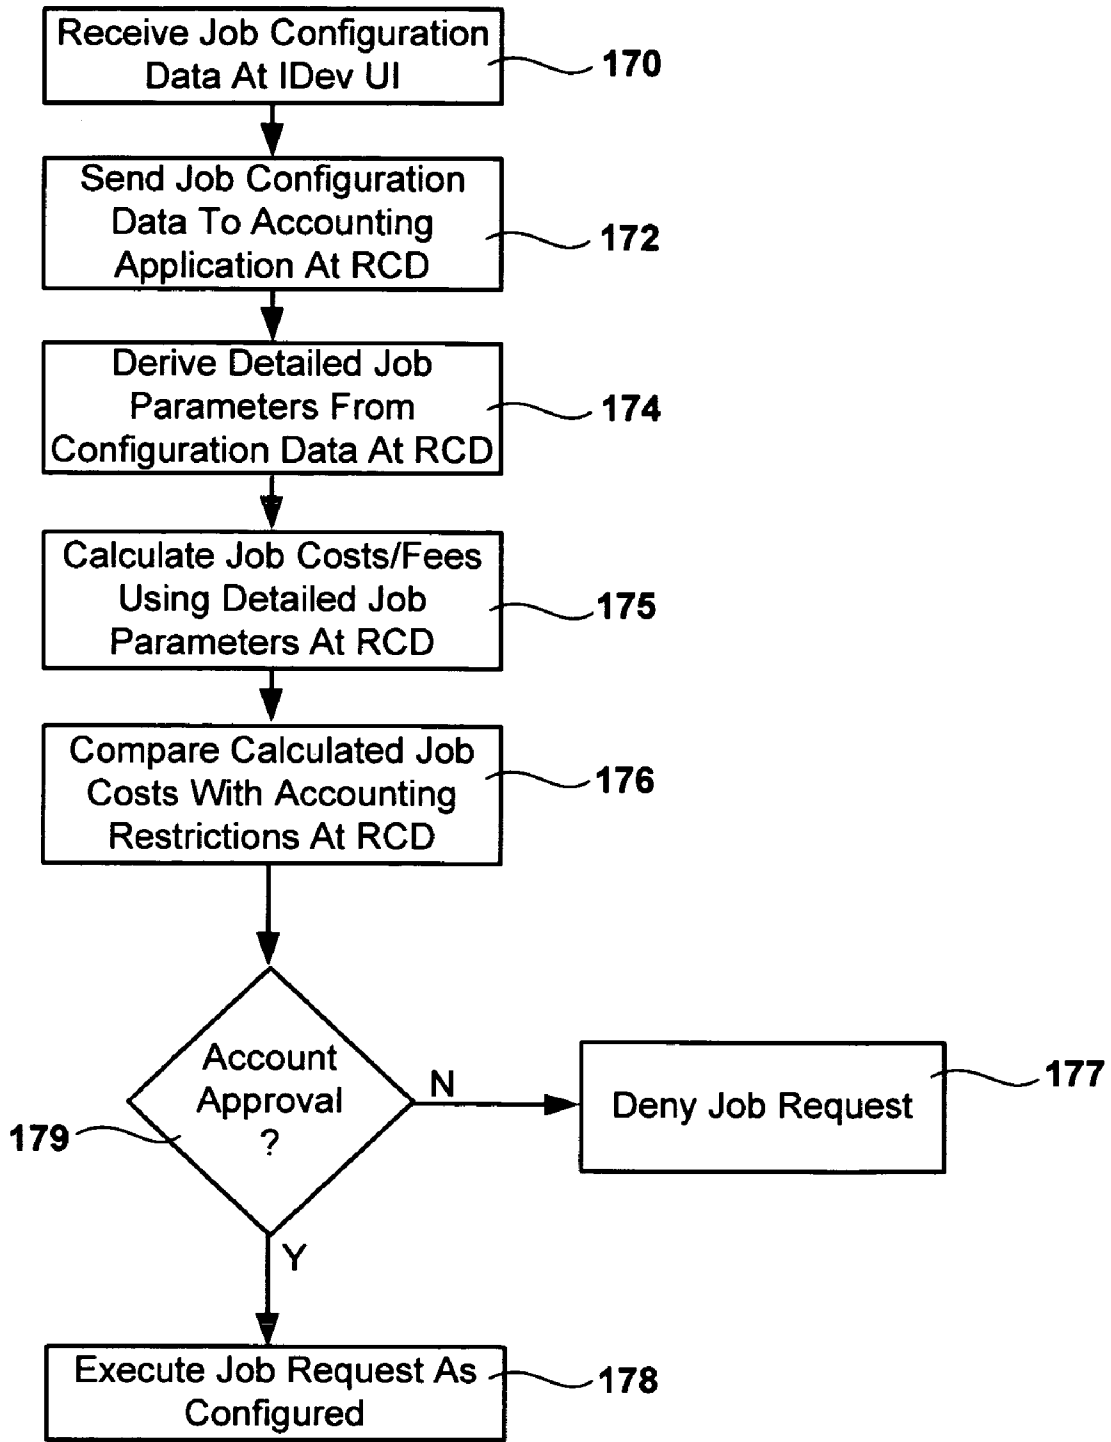 Receive Job Configuration
Data At IDev UI
170
Send Job Configuration
Data To Accounting
Application At RCD
172
Derive Detailed Job
Parameters From
Configuration Data At RCD
174
Calculate Job Costs/Fees
Using Detailed Job
Parameters At RCD
175
Compare Calculated Job
Costs With Accounting
Restrictions At RCD
176
Account
Approval
?
179
N
Deny Job Request
177
Y
Execute Job Request As
Configured
178